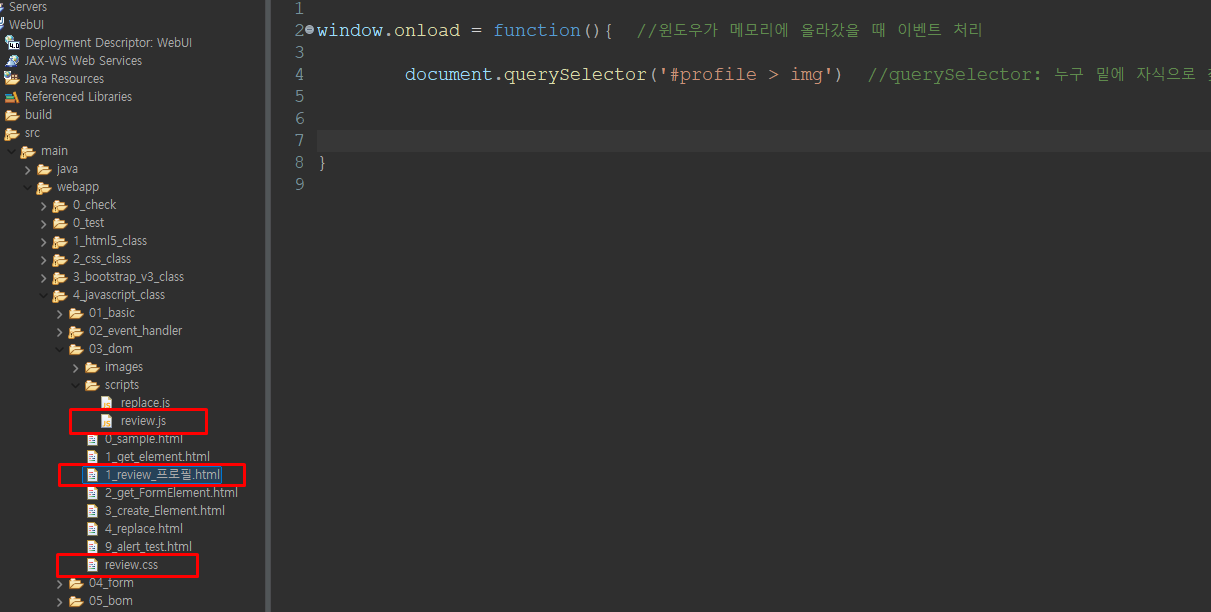 Servers
WebUI
Deployment Descriptor: WebUI
JAX-WS Web Services
Java Resources
Referenced Libraries
build
src
main
java
webapp
0_check
0_test
1_html5_class
2_css_class
3_bootstrap_v3_class
4_javascript_class
01_basic
02_event_handler
03_dom
images
scripts
replace.js
review.js
0_sample.html
1_get_element.html
1_review_프로필.html
2_get_FormElement.html
3_create_Element.html
4_replace.html
9_alert_test.html
review.css
04_form
05_bom
1
2 window.onload = function(){ //윈도우가 메모리에 올라갔을 때 이벤트 처리
3
4 document.querySelector('#profile > img') //querySelector: 누구 밑에 자식으로
5
6
7
8 }
9